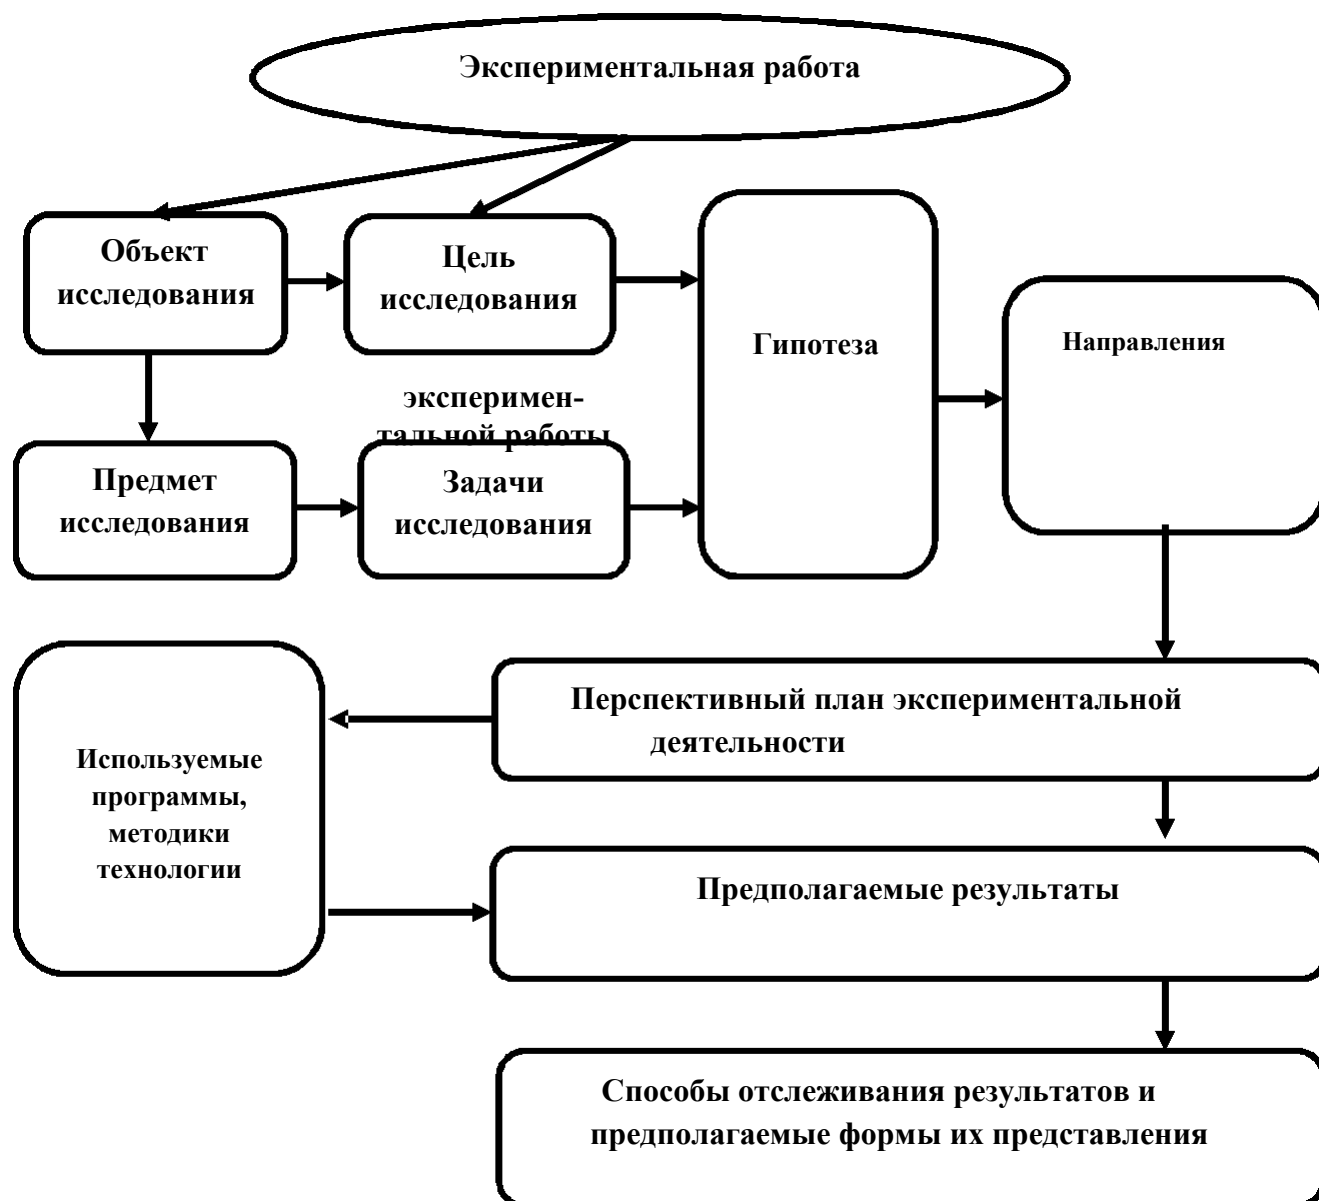 Экспериментальная работа
Объект
исследования
Цель
исследования
Гипотеза
Направления
эксперимен-
тальной работы
Предмет
исследования
Задачи
исследования
Перспективный план экспериментальной
деятельности
Используемые
программы,
методики
технологии
Предполагаемые результаты
Способы отслеживания результатов и
предполагаемые формы их представления